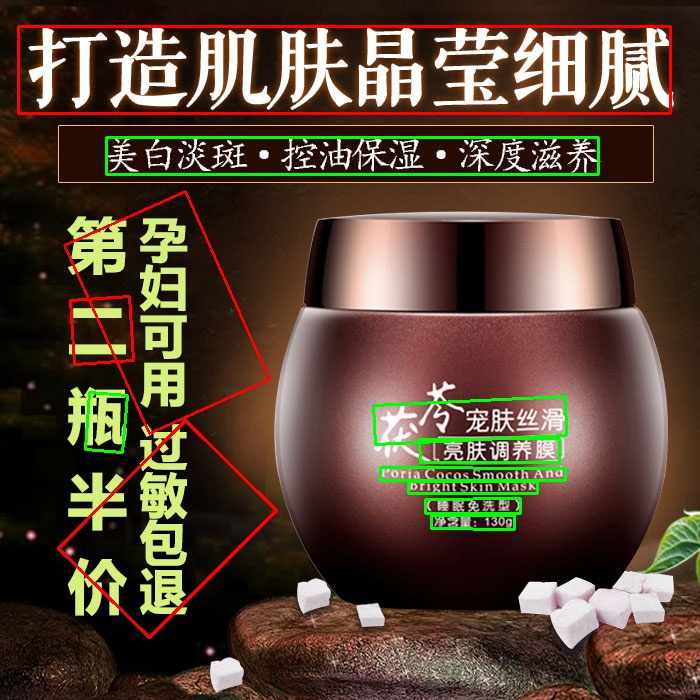 打造肌肤晶莹细腻
美白淡斑·控油保湿·深度滋养
第二瓶半价
孕妇可用 过敏包退
茯苓
宠肤丝滑
亮肤调养膜
Poria Cocos Smooth And
Bright Skin Mask
(睡眠免洗型)
净含量:130g